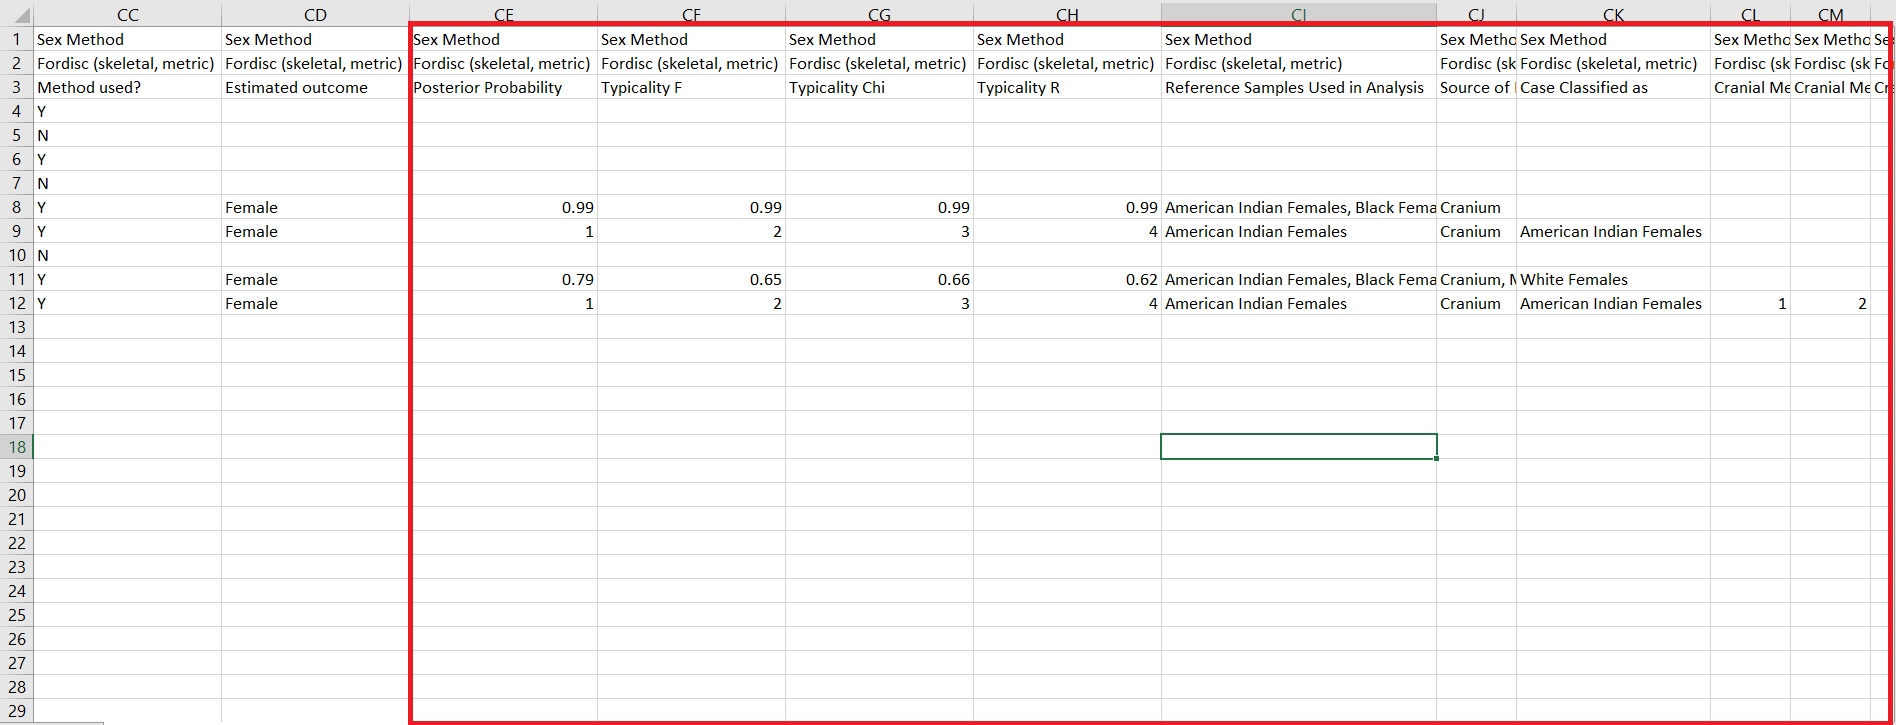 CC CD CE CF CG CH CI CJ CK CL CM
1 Sex Method Sex Method Sex Method Sex Method Sex Method Sex Method Sex Method Sex Metho Sex Method Sex Metho Sex Metho Se
2 Fordisc (skeletal, metric) Fordisc (skeletal, metric) Fordisc (skeletal, metric) Fordisc (skeletal, metric) Fordisc (skeletal, metric) Fordisc (skeletal, metric) Fordisc (skeletal, metric) Fordisc (sk Fordisc (skeletal, metric) Fordisc (sk Fordisc (sk Fo
3 Method used? Estimated outcome Posterior Probability Typicality F Typicality Chi Typicality R Reference Samples Used in Analysis Source of Case Classified as Cranial Me Cranial Me Cr
4 Y
5 N
6 Y
7 N
8 Y Female 0.99 0.99 0.99 0.99 American Indian Females, Black Fema Cranium
9 Y Female 1 2 3 4 American Indian Females Cranium American Indian Females
10 N
11 Y Female 0.79 0.65 0.66 0.62 American Indian Females, Black Fema Cranium, White Females
12 Y Female 1 2 3 4 American Indian Females Cranium American Indian Females 1 2
13
14
15
16
17
18
19
20
21
22
23
24
25
26
27
28
29